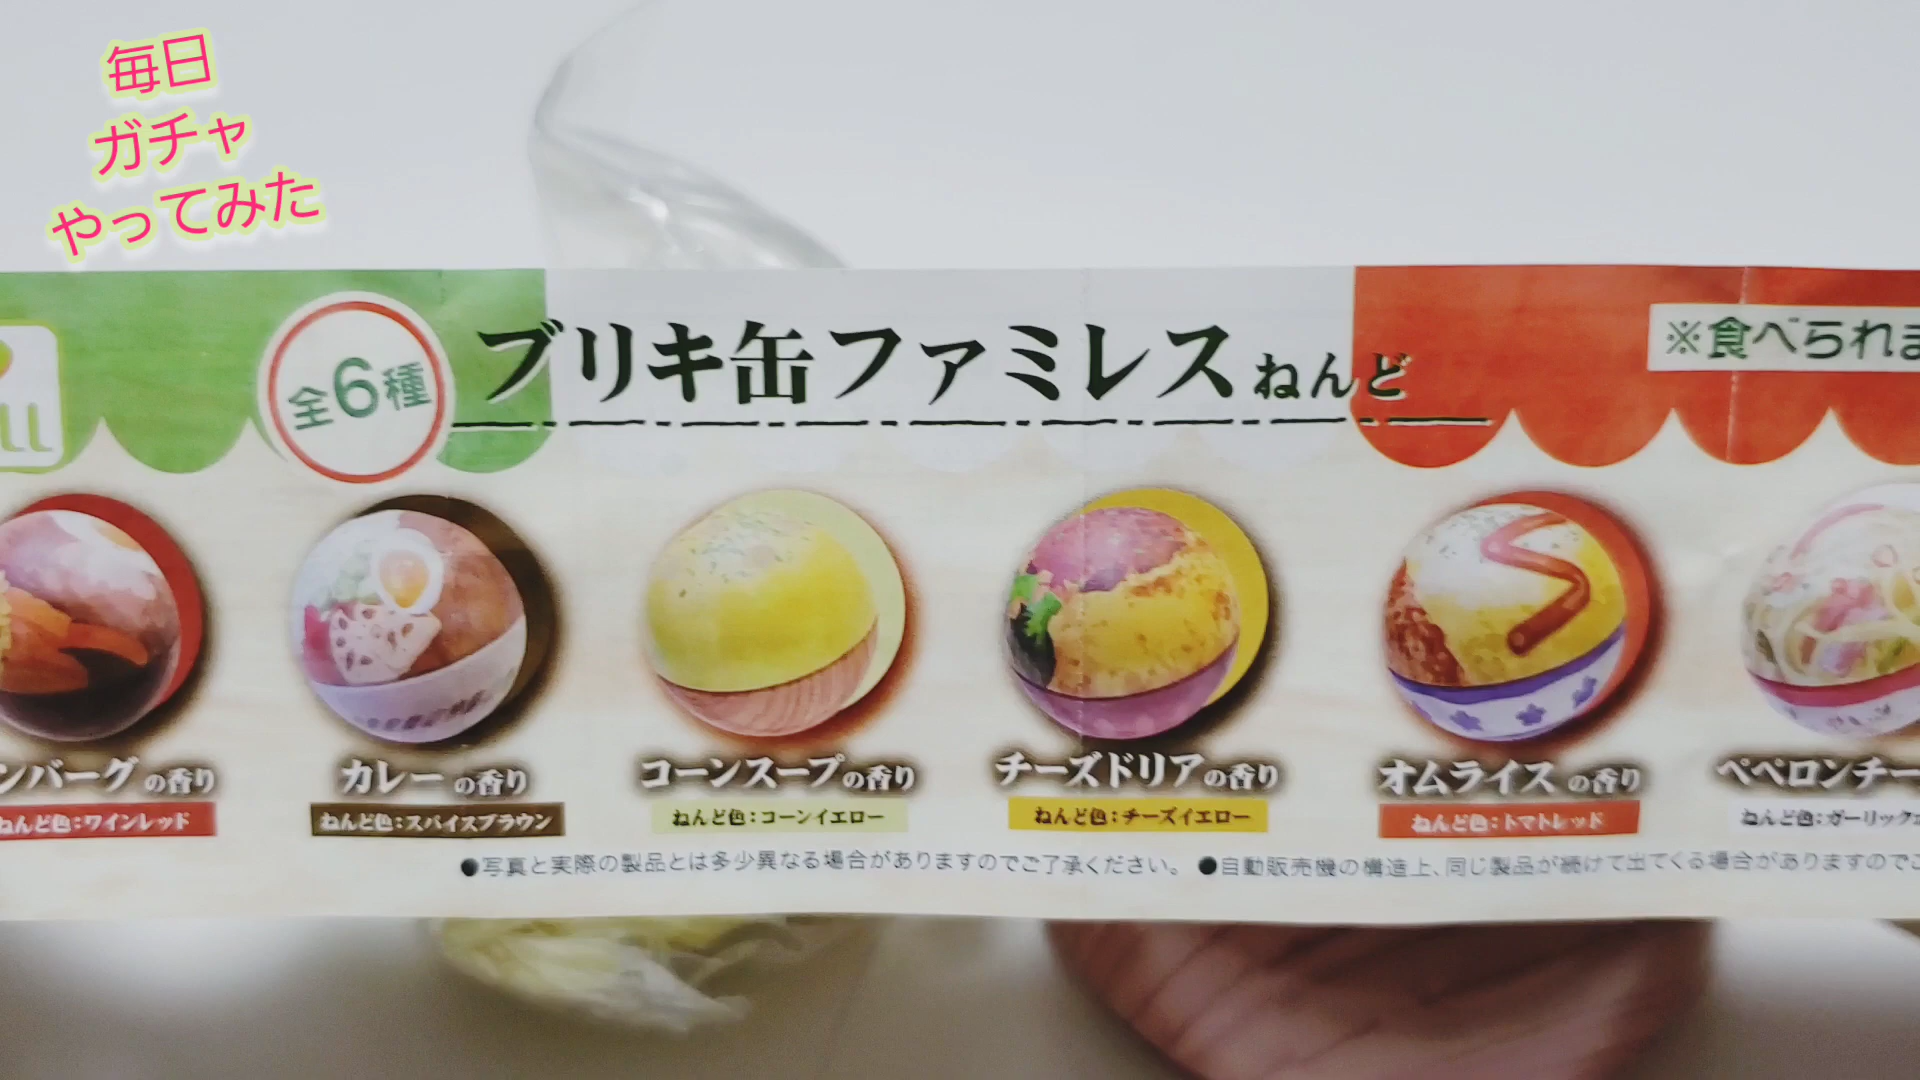 毎日
ガチャ
やってみた
LL
全6種
ブリキ缶ファミレスねんど
※食べられま
ンバーグの香り
ねんど色：ワインレッド
カレーの香り
ねんど色：スパイスブラウン
コーンスープの香り
ねんど色：コーンイエロー
チーズドリアの香り
ねんど色：チーズイエロー
オムライスの香り
ねんど色：トマトレッド
ペペロンチー
ねんど色：ガーリック
●写真と実際の製品とは多少異なる場合がありますのでご了承ください。 ●自動販売機の構造上、同じ製品が続けて出てくる場合がありますのでご